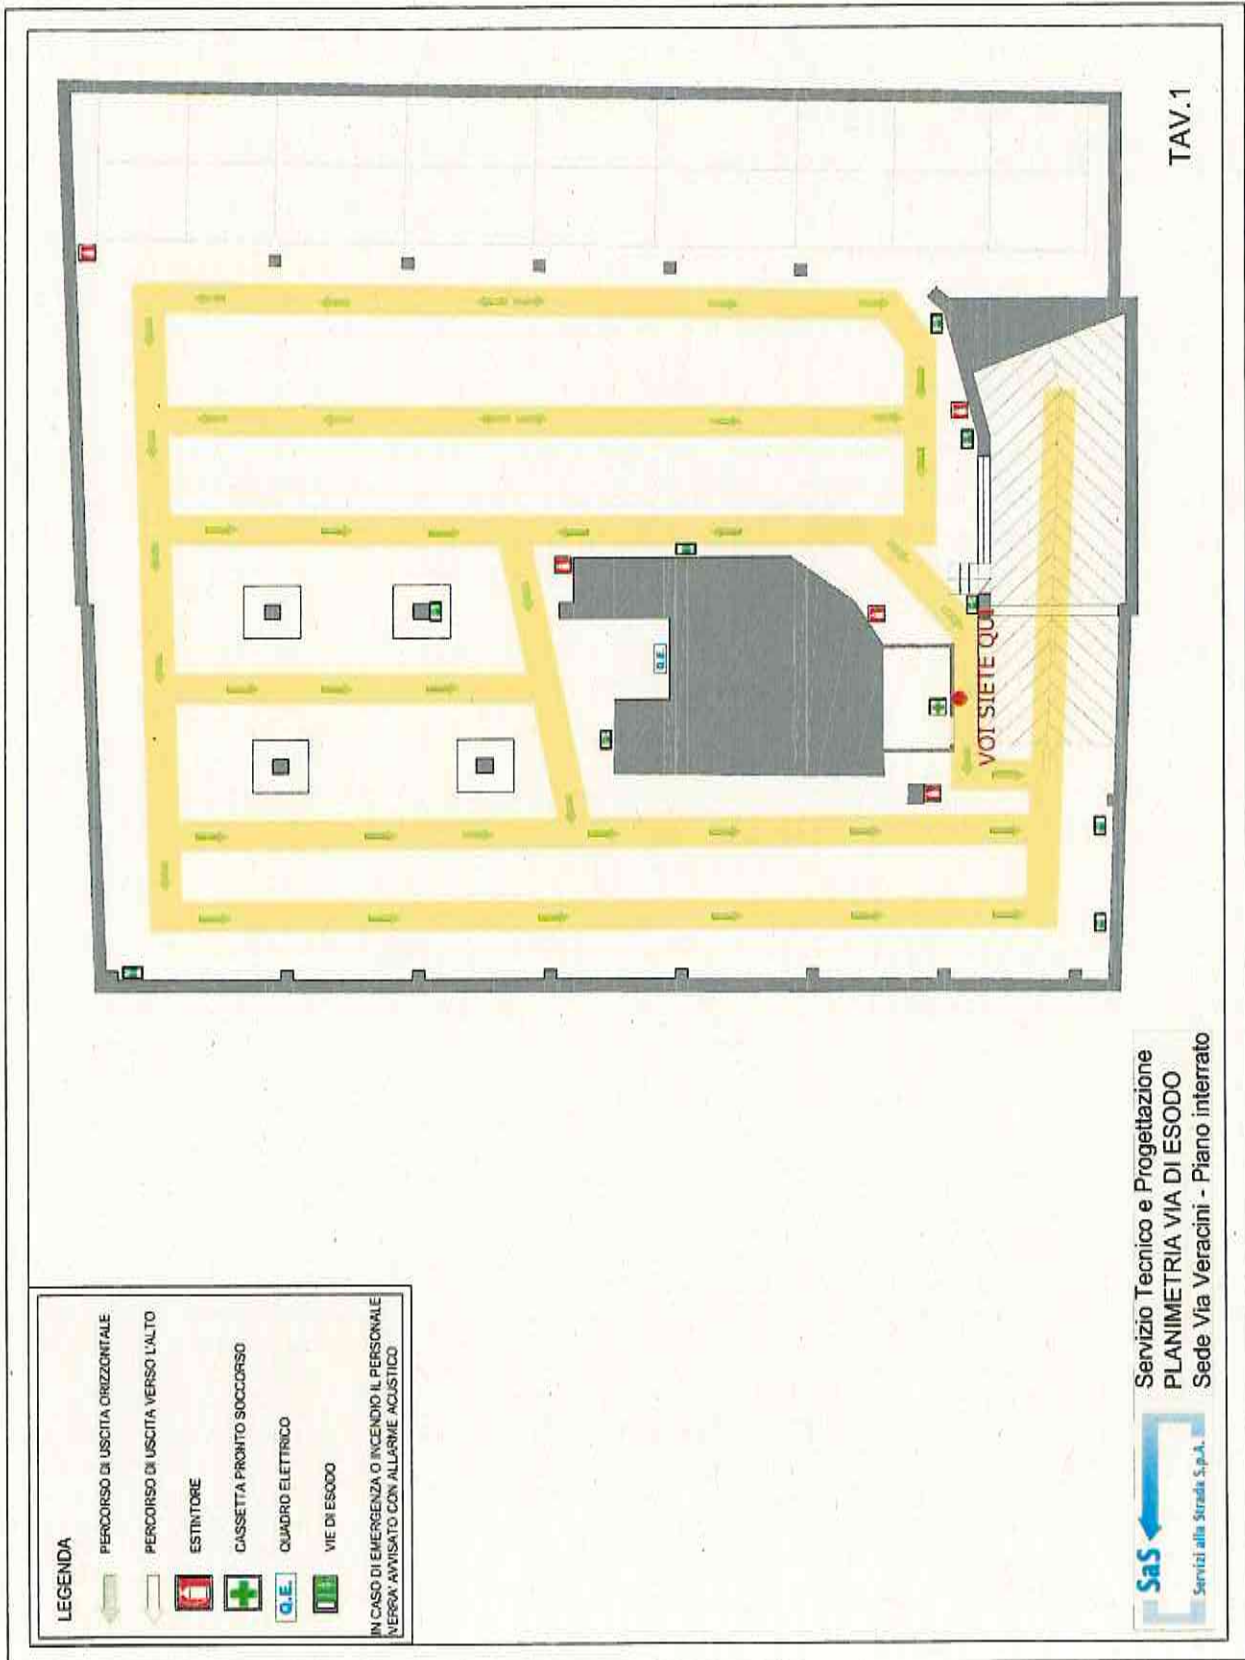 LEGENDA
PERCORSO DI USCITA ORIZZONTALE
PERCORSO DI USCITA VERSO L'ALTO
ESTINTORE
CASSETTA PRONTO SOCCORSO
Q.E.
QUADRO ELETTRICO
VIE DI ESODO
IN CASO DI EMERGENZA O INCENDIO IL PERSONALE
VERRA' AVVISATO CON ALLARME ACUSTICO
Q.E.
VOI SIETE QUI
TAV.1
SaS
Servizi alla Strada S.p.A.
Servizio Tecnico e Progettazione
PLANIMETRIA VIA DI ESODO
Sede Via Veracini - Piano interrato